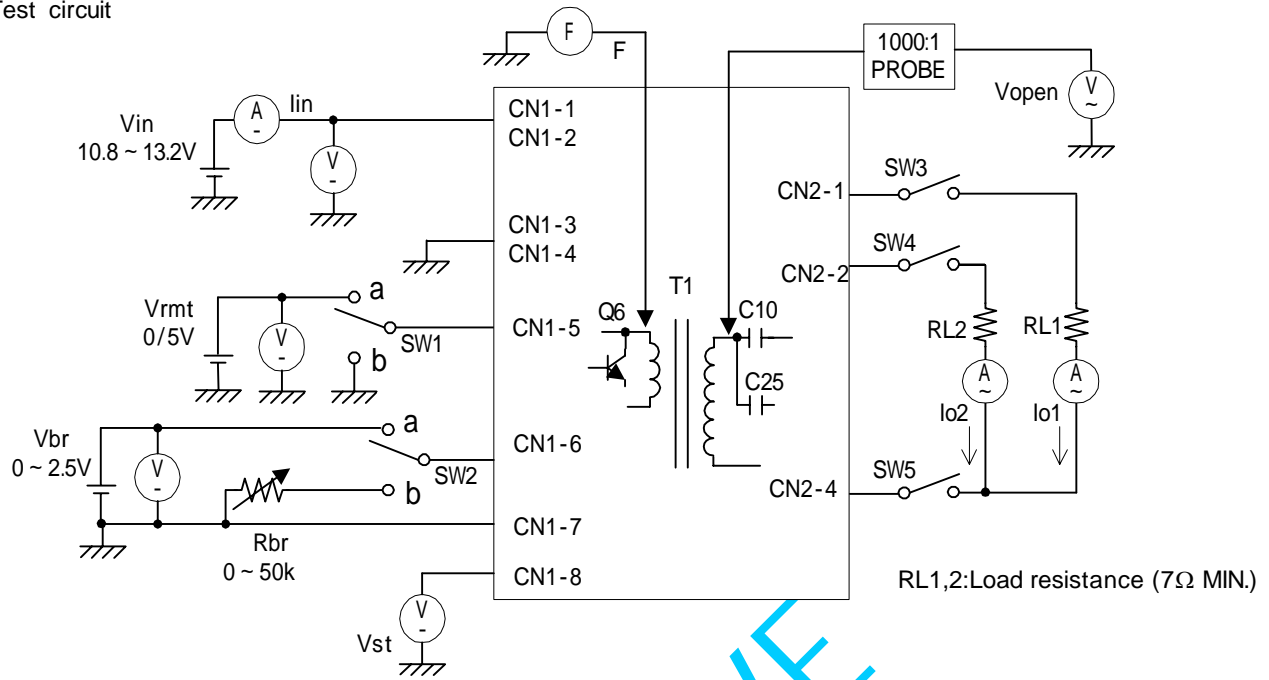 Test circuit
F
F
1000:1
PROBE
Vopen
V
~
Vin
10.8 ~ 13.2V
A
-
Iin
V
-
CN1-1
CN1-2
CN1-3
CN1-4
Vrmt
0/5V
V
-
a
b
SW1
CN1-5
Vbr
0 ~ 2.5V
V
-
a
b
SW2
CN1-6
Rbr
0 ~ 50k
CN1-7
CN1-8
Vst
V
-
Q6
T1
C10
C25
CN2-1
CN2-2
CN2-4
SW3
SW4
SW5
RL2
RL1
A
~
A
~
Io2
Io1
RL1,2:Load resistance (7Ω MIN.)